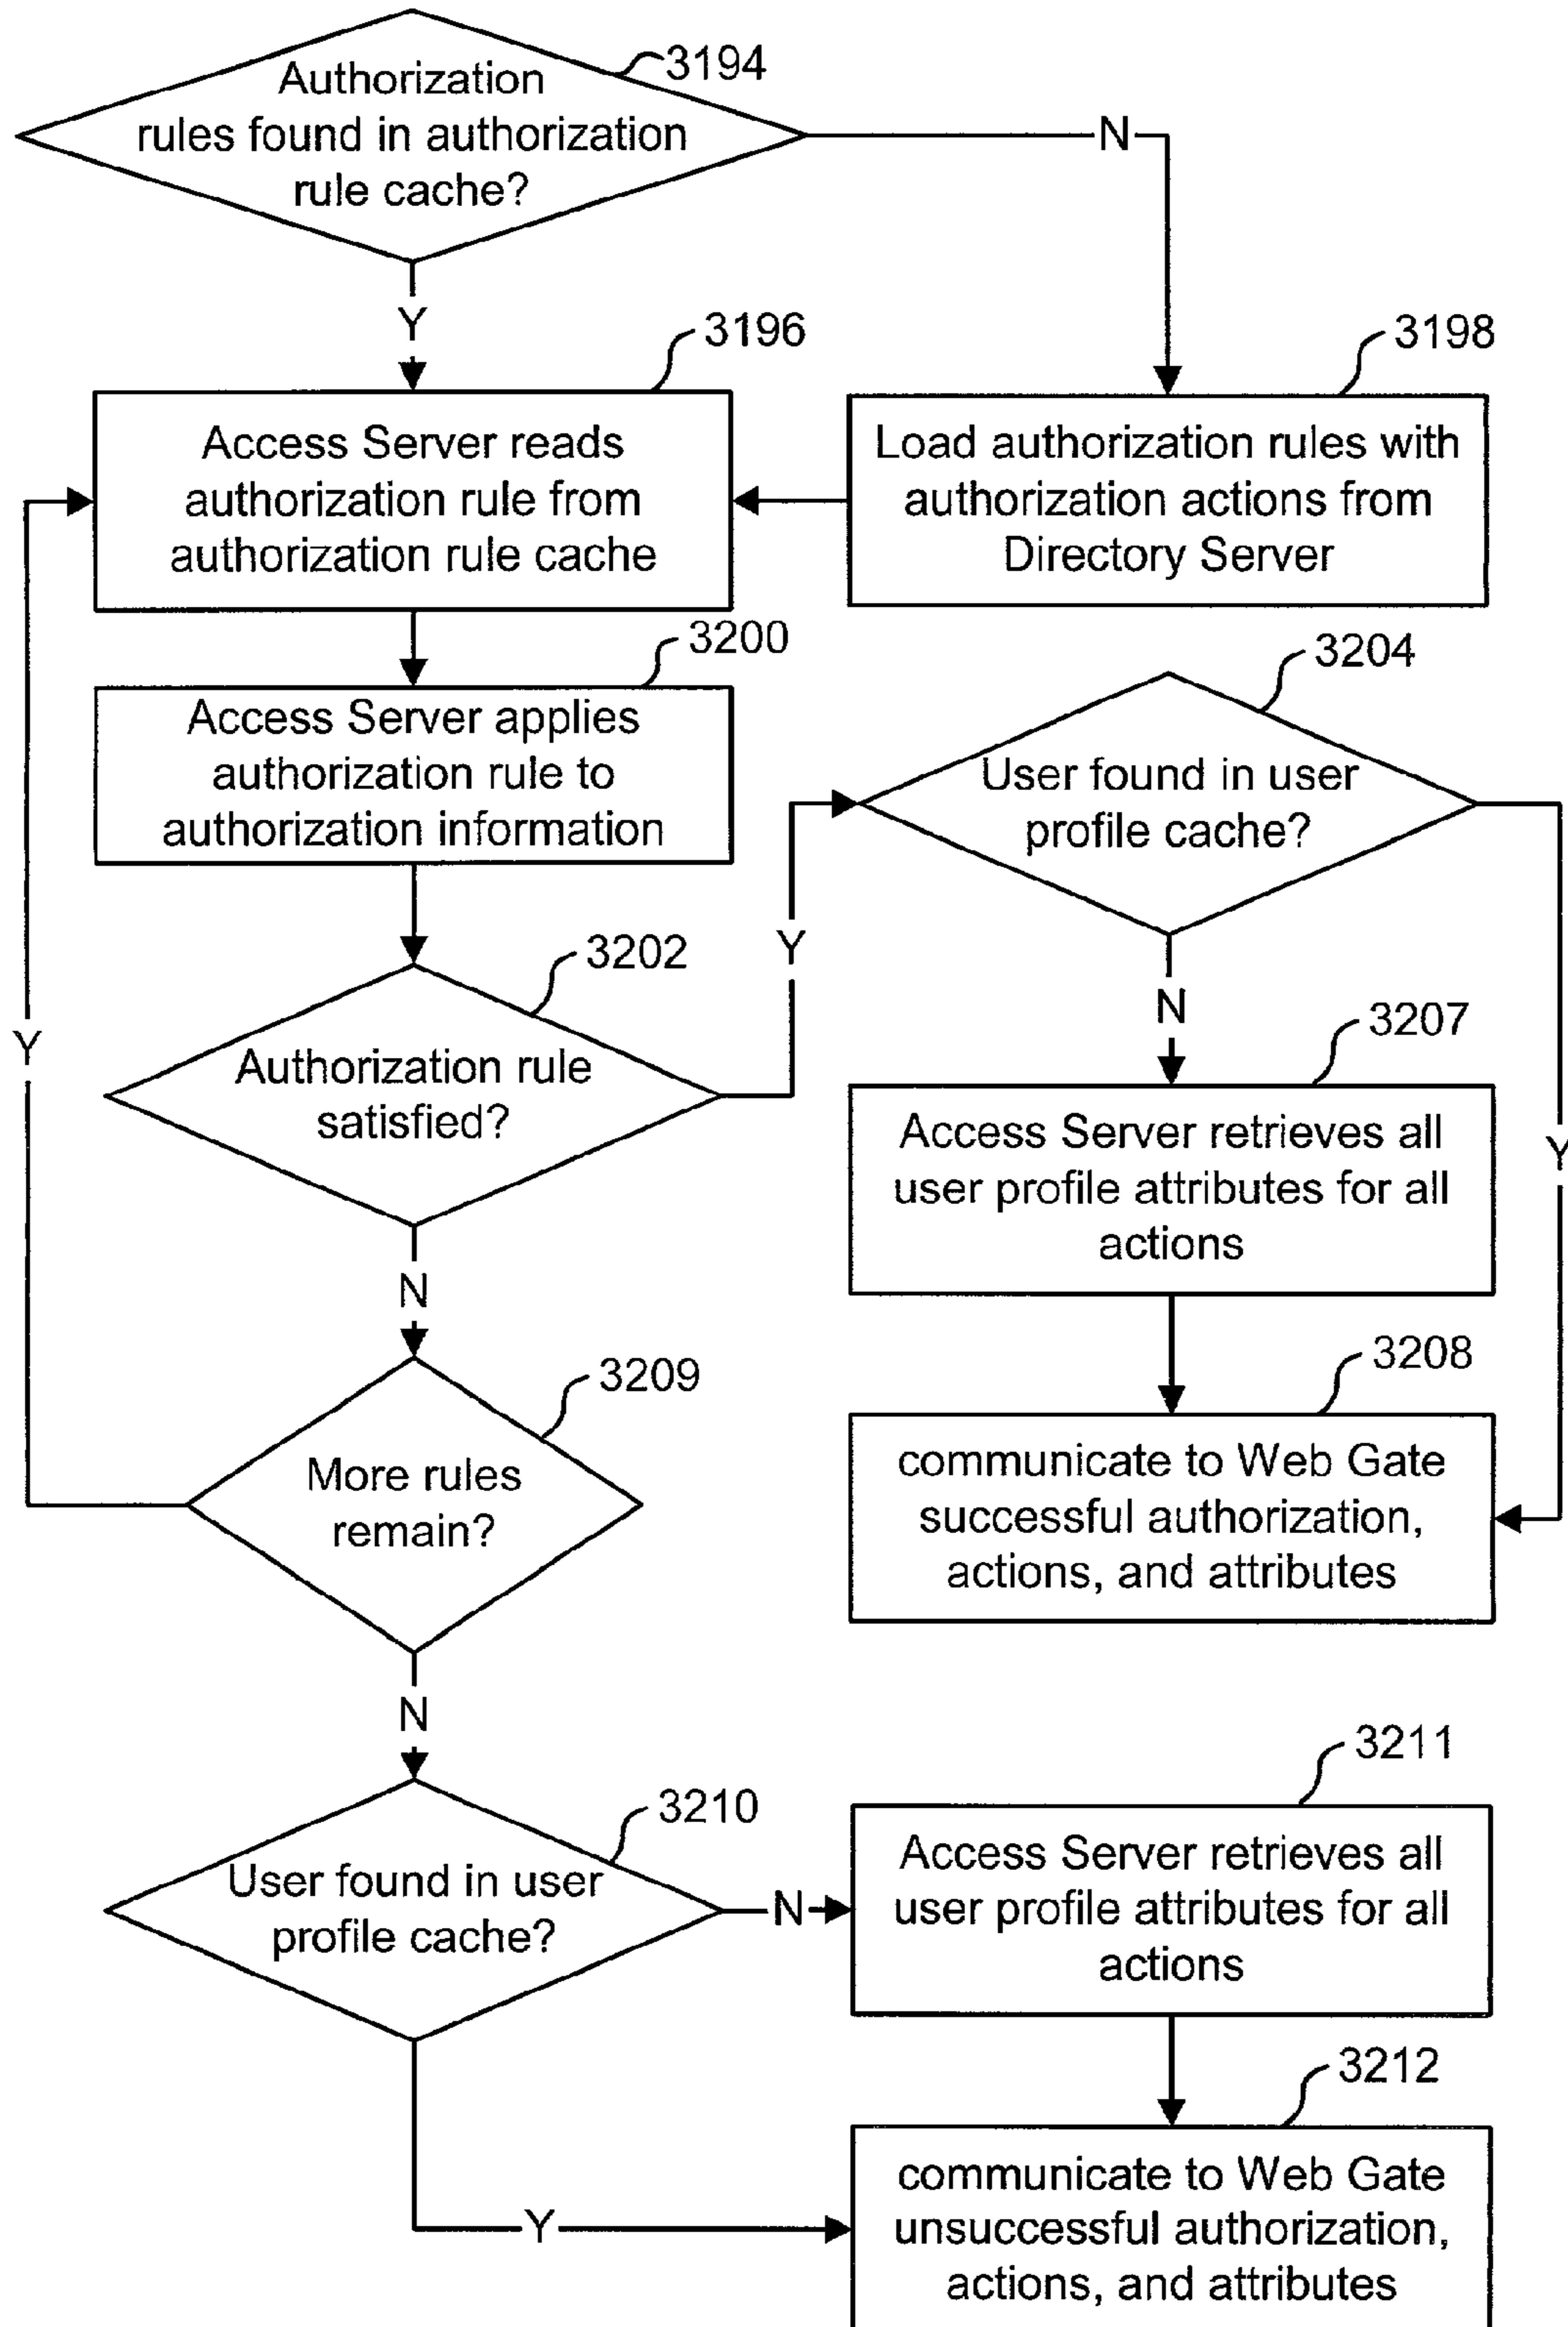 Authorization
rules found in authorization
rule cache?
3194
N
Y
3196
Access Server reads
authorization rule from
authorization rule cache
3198
Load authorization rules with
authorization actions from
Directory Server
3200
Access Server applies
authorization rule to
authorization information
3202
Authorization rule
satisfied?
Y
3204
User found in user
profile cache?
N
Y
3207
Access Server retrieves all
user profile attributes for all
actions
3208
communicate to Web Gate
successful authorization,
actions, and attributes
N
3209
More rules
remain?
Y
N
3210
User found in user
profile cache?
N
3211
Access Server retrieves all
user profile attributes for all
actions
Y
3212
communicate to Web Gate
unsuccessful authorization,
actions, and attributes